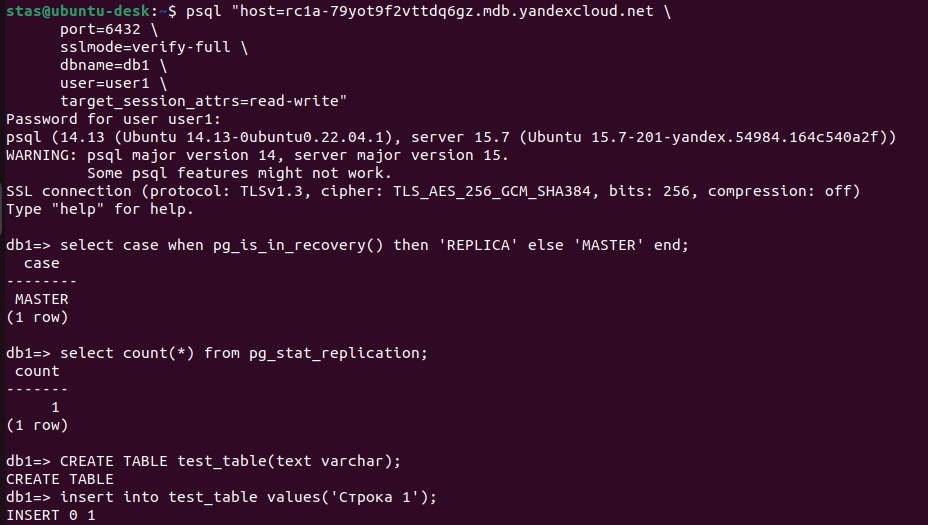 stas@ubuntu-desk:~$ psql "host=rc1a-79yot9f2vttdq6gz.mdb.yandexcloud.net \
port=6432 \
sslmode=verify-full \
dbname=db1 \
user=user1 \
target_session_attrs=read-write"
Password for user user1:
psql (14.13 (Ubuntu 14.13-0ubuntu0.22.04.1), server 15.7 (Ubuntu 15.7-201-yandex.54984.164c540a2f))
WARNING: psql major version 14, server major version 15.
Some psql features might not work.
SSL connection (protocol: TLSv1.3, cipher: TLS_AES_256_GCM_SHA384, bits: 256, compression: off)
Type "help" for help.
db1=> select case when pg_is_in_recovery() then 'REPLICA' else 'MASTER' end;
case
--------
MASTER
(1 row)
db1=> select count(*) from pg_stat_replication;
count
-------
1
(1 row)
db1=> CREATE TABLE test_table(text varchar);
CREATE TABLE
db1=> insert into test_table values('Строка 1');
INSERT 0 1